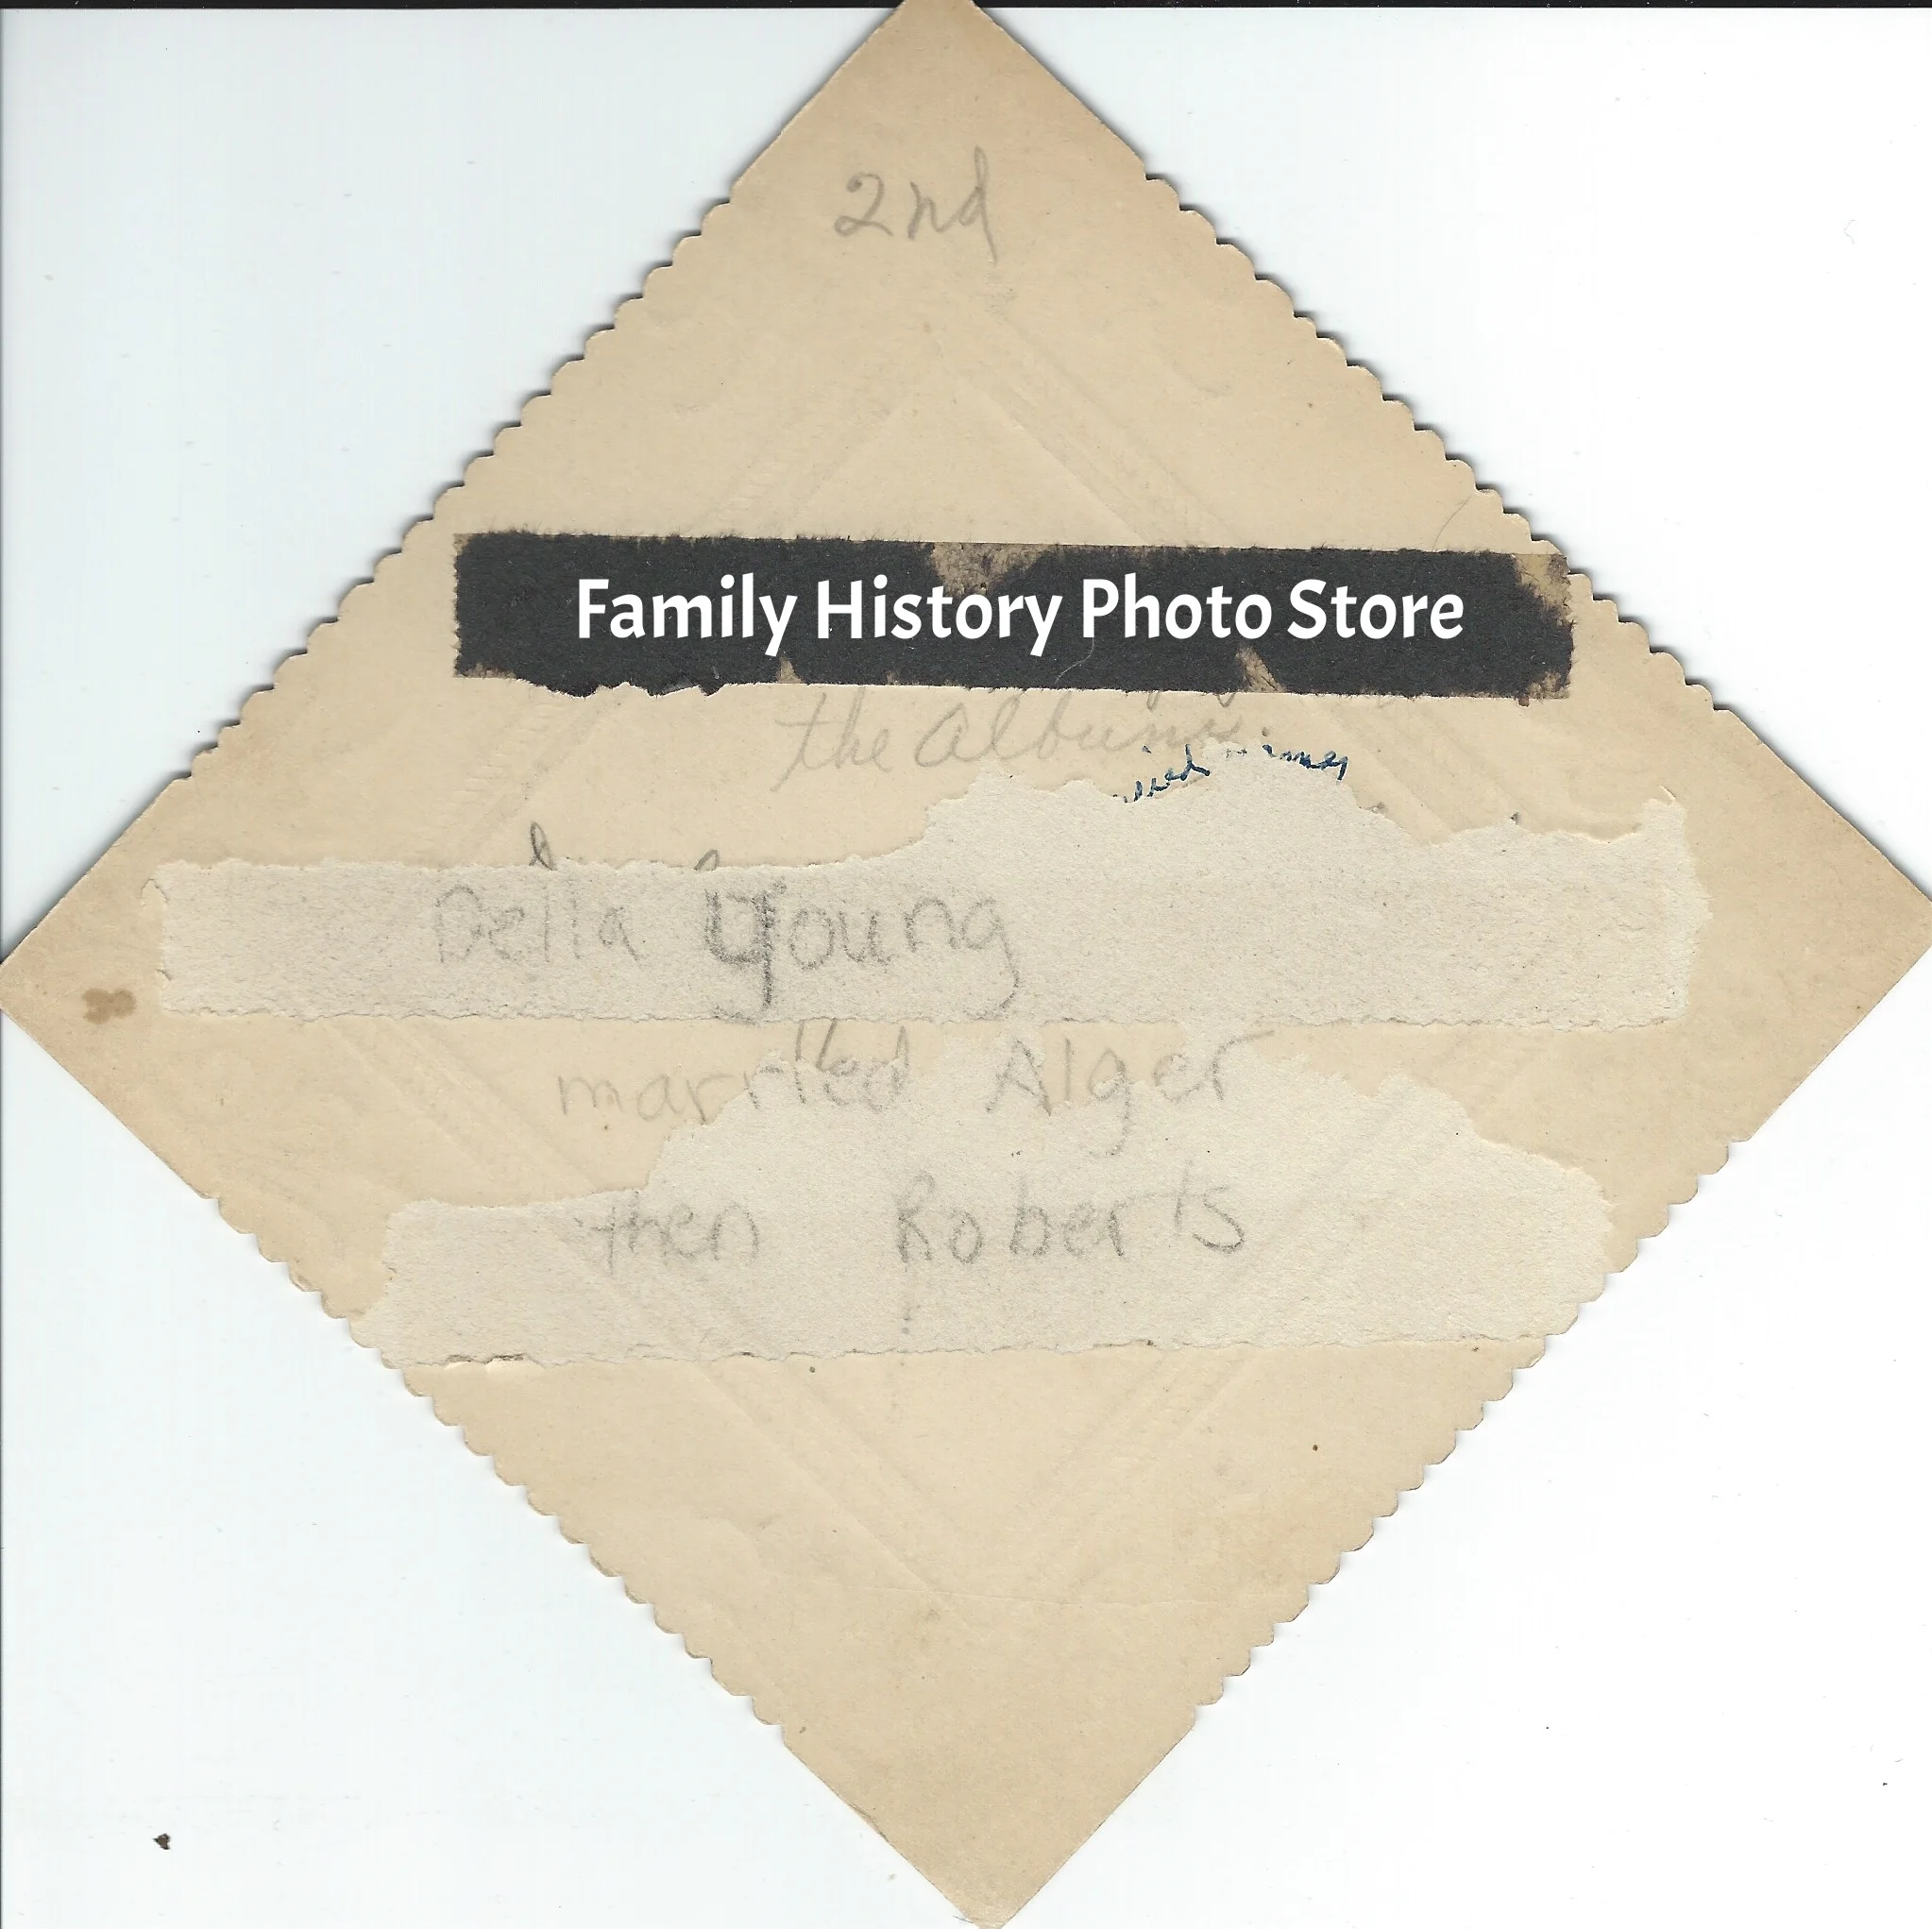 2nd
Family History Photo Store
the Album
Della Young
married Alger
then Roberts